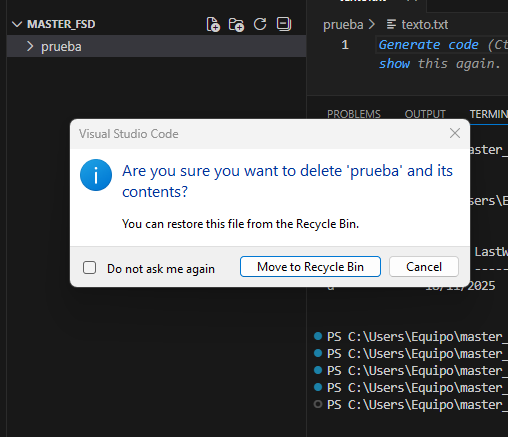 MASTER_FSD
prueba
prueba > texto.txt
1 Generate code (Ct
show this again.
PROBLEMS OUTPUT TERMIN
Visual Studio Code
Are you sure you want to delete 'prueba' and its
contents?
You can restore this file from the Recycle Bin.
Do not ask me again
Move to Recycle Bin
Cancel
LastW
-----
18/11/2025
PS C:\Users\Equipo\master_
PS C:\Users\Equipo\master_
PS C:\Users\Equipo\master_
PS C:\Users\Equipo\master_
PS C:\Users\Equipo\master_